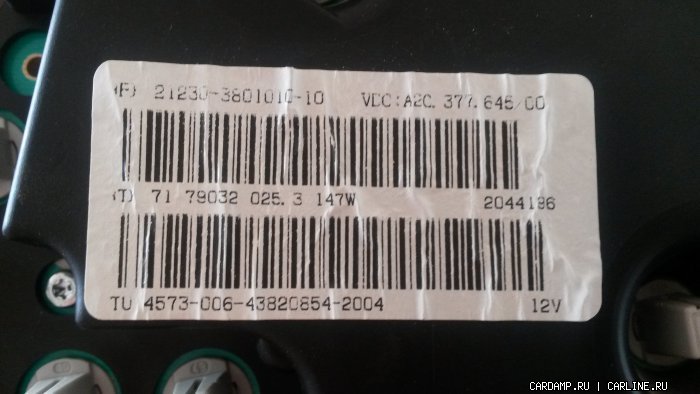 (P) 21230-3801010-10 VDC:A2C. 377.645/00
(T) 71 79032 025.3 147W 2044186
TU 4573-006-43820854-2004 12V
CARDAMP.RU | CARLINE.RU